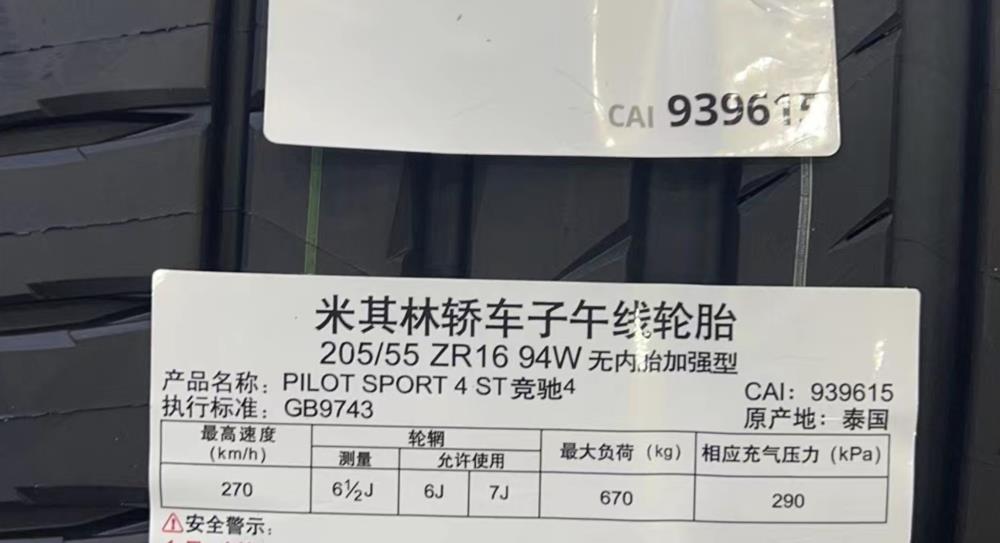 CAI 939615
米其林轿车子午线轮胎
205/55 ZR16 94W 无内胎加强型
产品名称: PILOT SPORT 4 ST 竞驰4
CAI: 939615
执行标准: GB9743
原产地: 泰国
最高速度 (km/h) 轮辋 最大负荷 (kg) 相应充气压力 (kPa)
测量 允许使用
270 6½J 6J 7J 670 290
⚠安全警示: